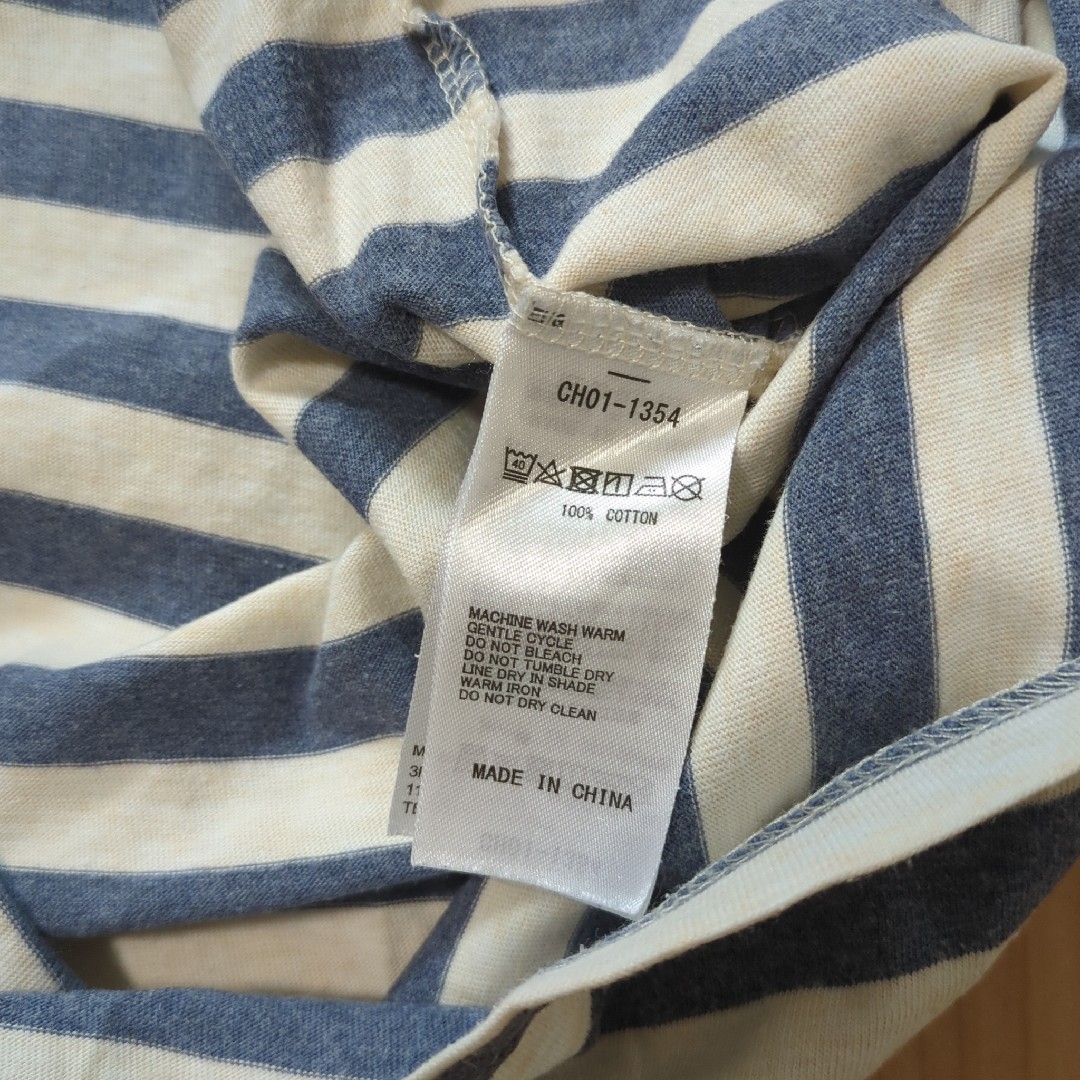 CH01-1354
40
100% COTTON
MACHINE WASH WARM
GENTLE CYCLE
DO NOT BLEACH
DO NOT TUMBLE DRY
LINE DRY IN SHADE
WARM IRON
DO NOT DRY CLEAN
MADE IN CHINA